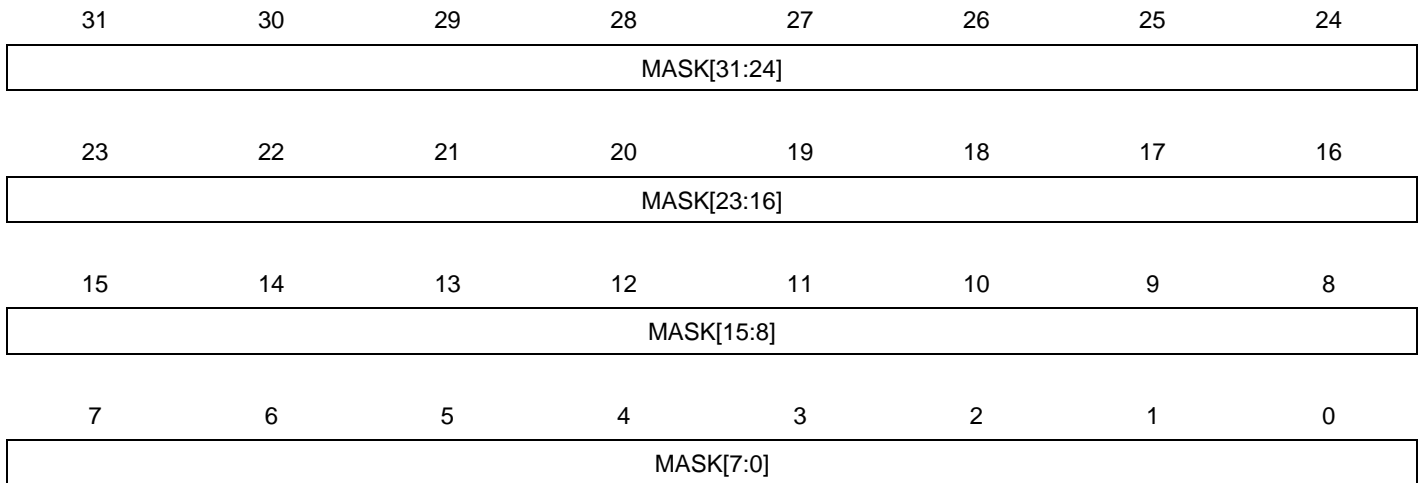 31 30 29 28 27 26 25 24
MASK[31:24]
23 22 21 20 19 18 17 16
MASK[23:16]
15 14 13 12 11 10 9 8
MASK[15:8]
7 6 5 4 3 2 1 0
MASK[7:0]